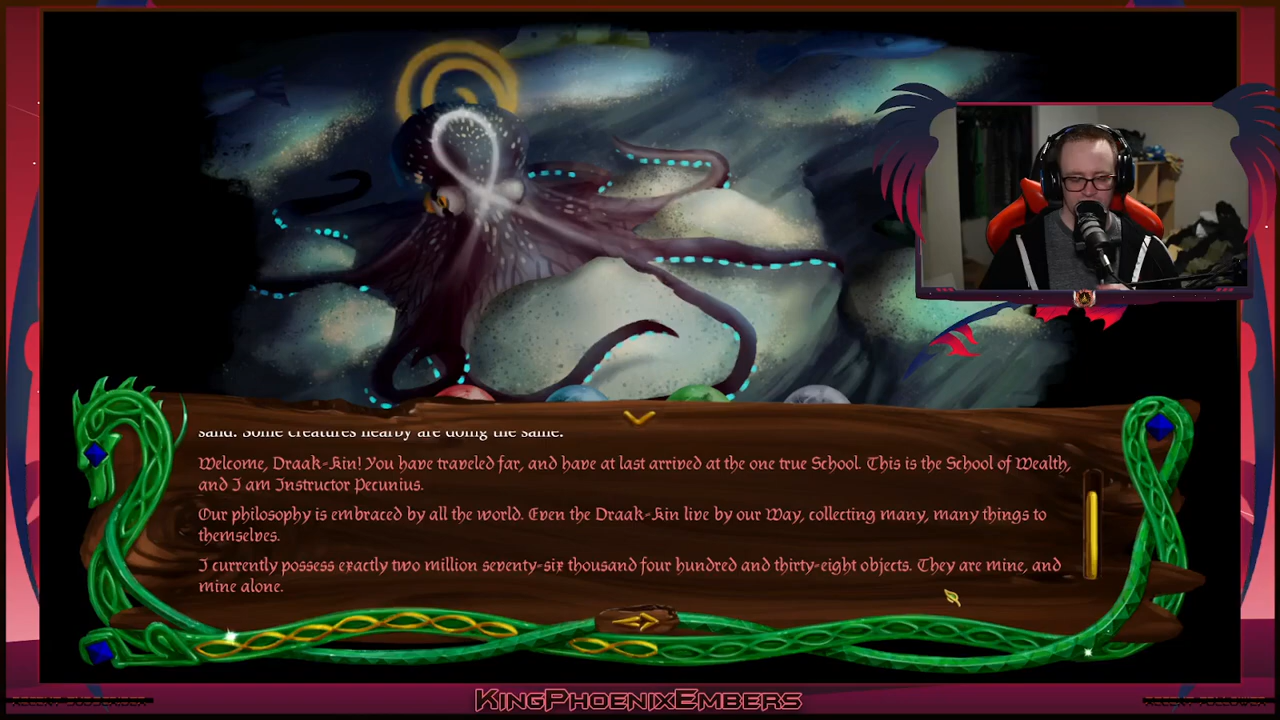 sand. Some creatures nearby are doing the same.
Welcome, Draak-Kin! You have traveled far, and have at last arrived at the one true School. This is the School of Wealth,
and I am Instructor Pecunius.
Our philosophy is embraced by all the world. Even the Draak-Kin live by our Way, collecting many, many things to
themselves.
I currently possess exactly two million seventy-six thousand four hundred and thirty-eight objects. They are mine, and
mine alone.
KingPhoenixEmbers